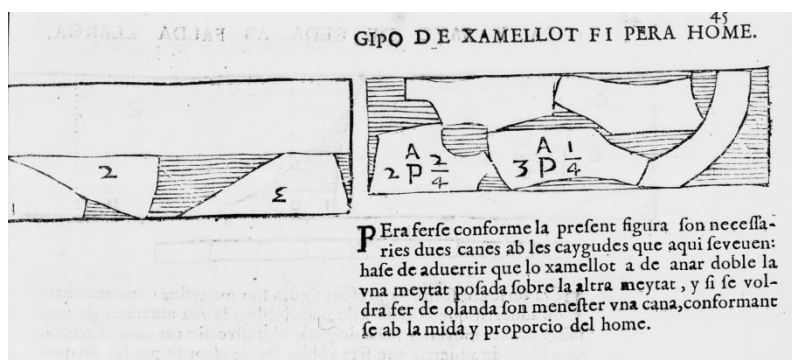 45
GIPO DE XAMELLOT FI PERA HOME.
2
3
A
2 P 2/4
A
3 P 1/4
PEra ferſe conforme la preſent figura ſon neceſſa-
ries dues canes ab les caygudes que aqui ſeveuen:
haſe de aduertir que lo xamellot a de anar doble la
vna meytat poſada ſobre la altra meytat, y ſi ſe vol-
dra fer de olanda ſon meneſter vna cana,conformant
ſe ab la mida y proporcio del home.